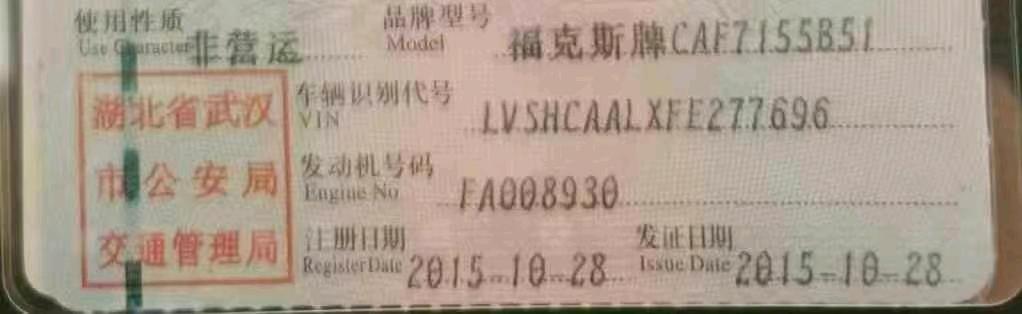 使用性质 非营运 品牌型号 福克斯牌CAF7155B51
Use Character Model
湖北省武汉
市公安局
交通管理局
车辆识别代号
VIN LVSHCAALXFE277696
发动机号码
Engine No FA008930
注册日期 发证日期
Register Date 2015-10-28 Issue Date 2015-10-28